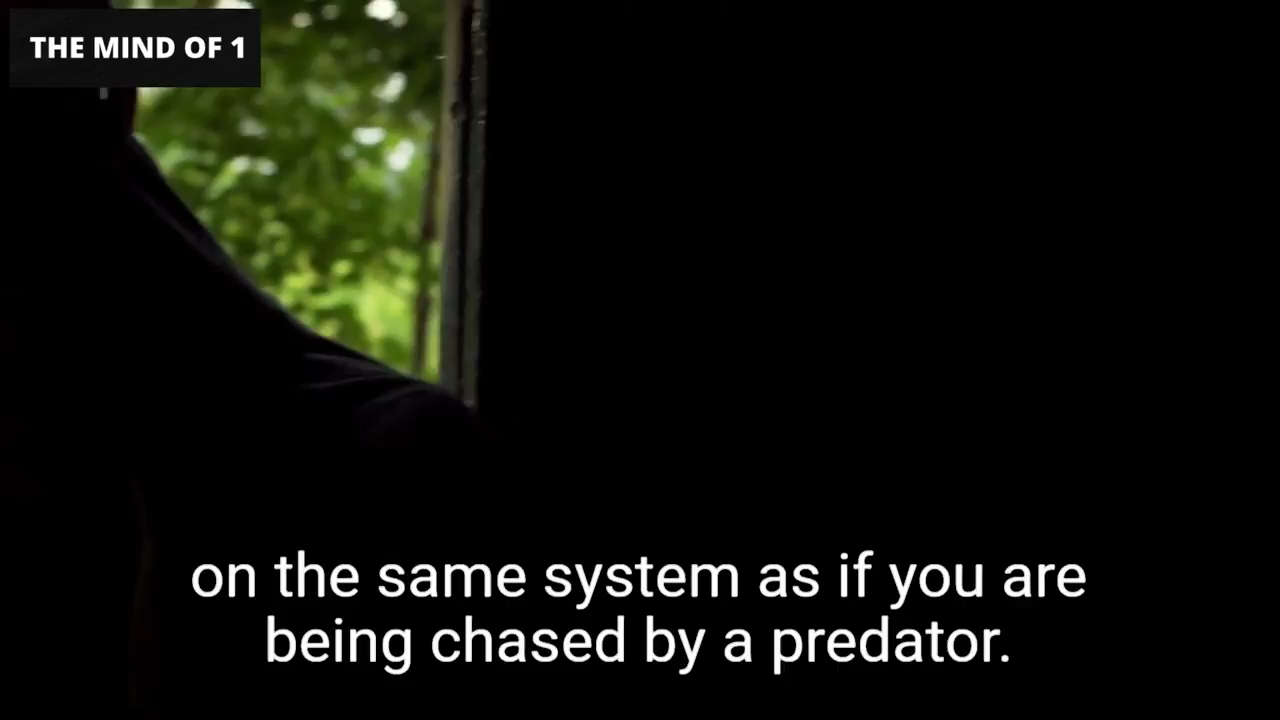 THE MIND OF 1
on the same system as if you are
being chased by a predator.